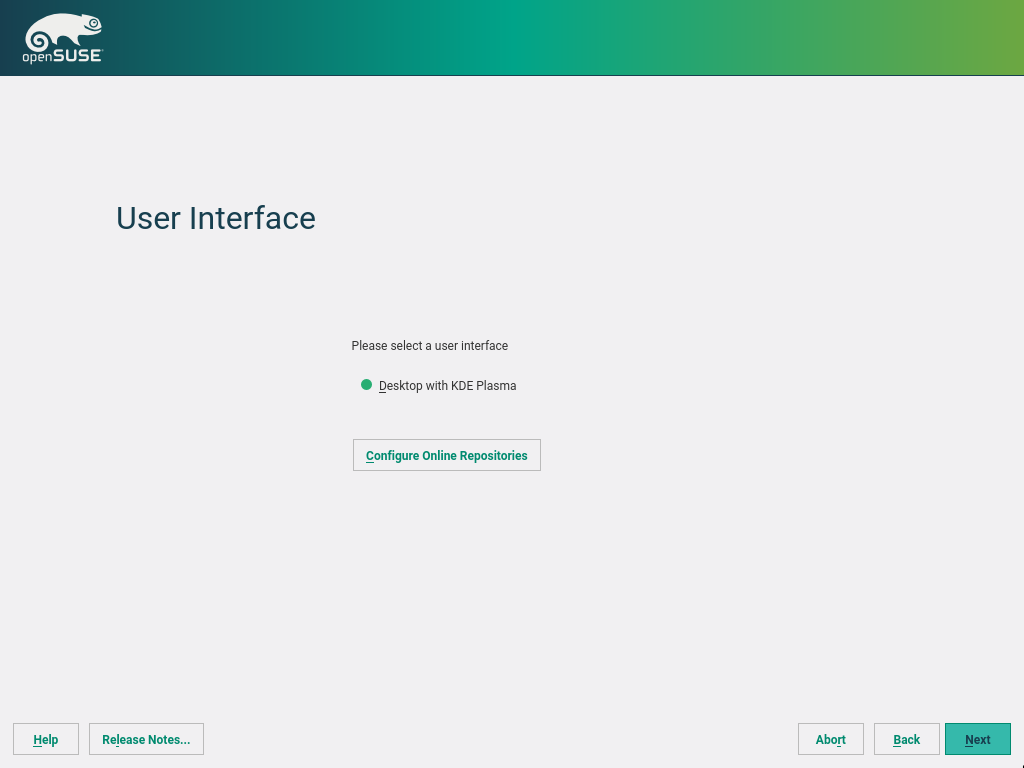 openSUSE
User Interface
Please select a user interface
Desktop with KDE Plasma
Configure Online Repositories
Help
Release Notes...
Abort
Back
Next